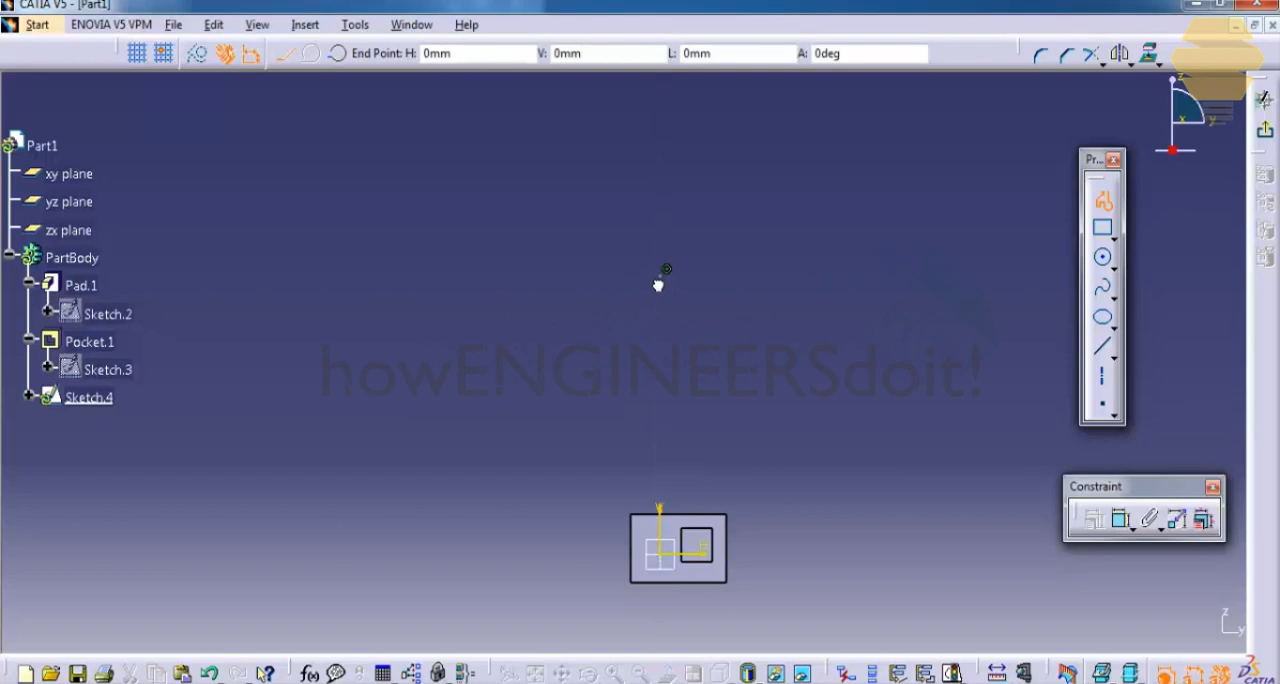 CATIA V5 - [Part1]
Start ENOVIA V5 VPM File Edit View Insert Tools Window Help
End Point: H: 0mm V: 0mm L: 0mm A: 0deg
z
x
y
Part1
Pr...
xy plane
yz plane
zx plane
PartBody
Pad.1
Sketch.2
Pocket.1
howENGINEERSdoit!
Sketch.3
Sketch.4
Constraint
z
y
f(x)
CATIA